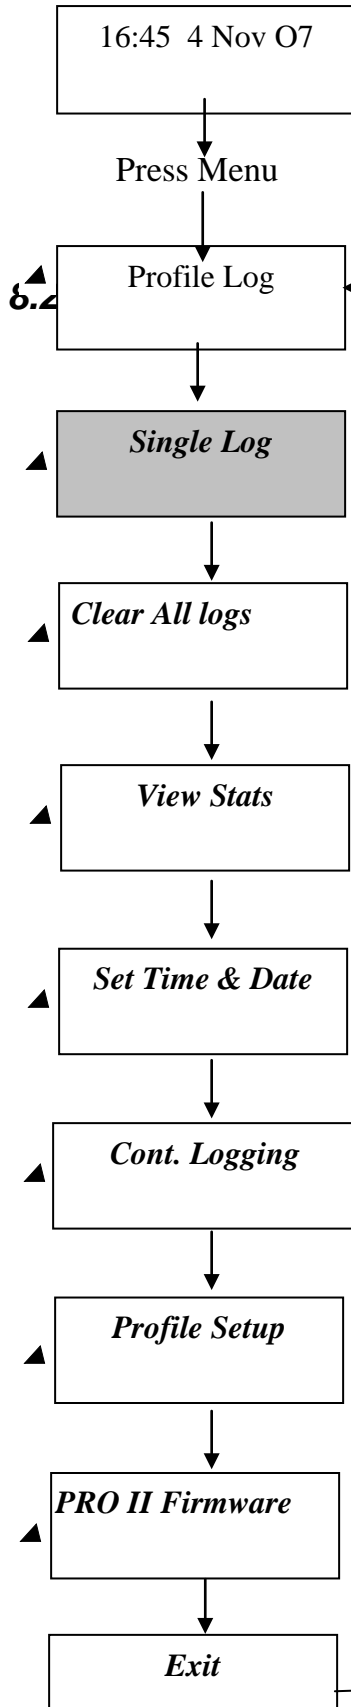 16:45 4 Nov O7
Press Menu
Profile Log
Single Log
Clear All logs
View Stats
Set Time & Date
Cont. Logging
Profile Setup
PRO II Firmware
Exit